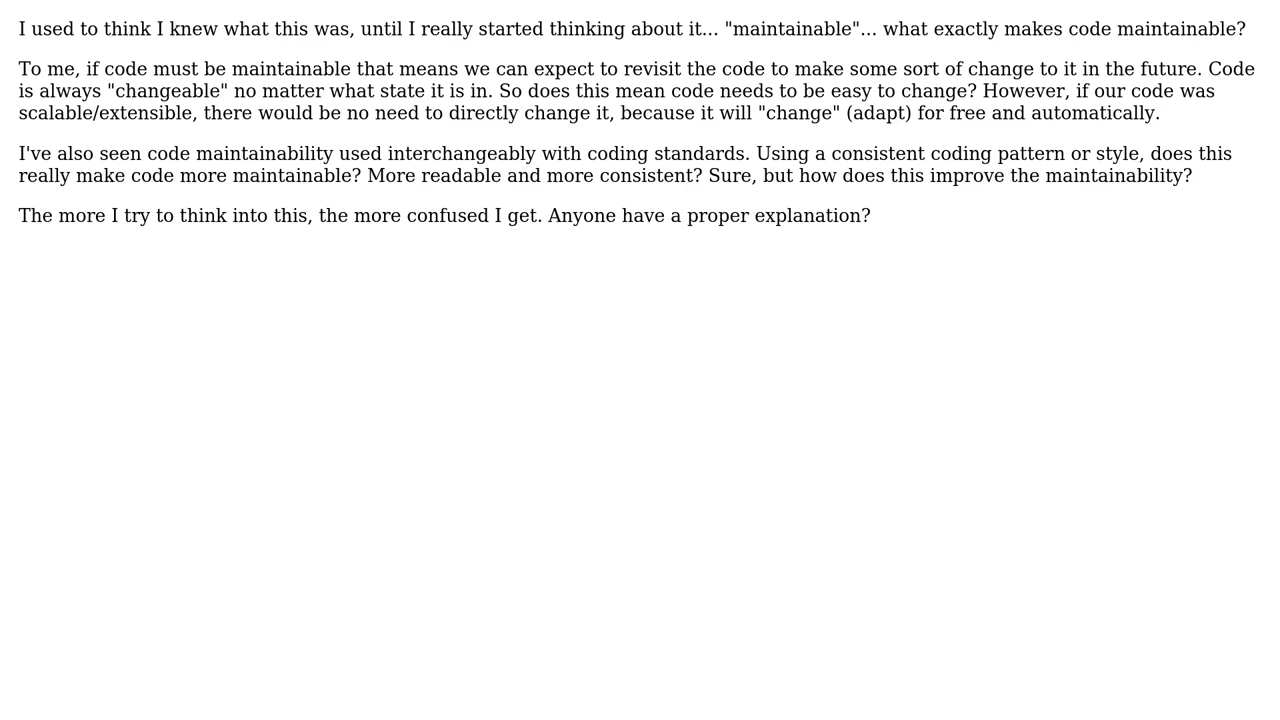 I used to think I knew what this was, until I really started thinking about it... "maintainable"... what exactly makes code maintainable?
To me, if code must be maintainable that means we can expect to revisit the code to make some sort of change to it in the future. Code
is always "changeable" no matter what state it is in. So does this mean code needs to be easy to change? However, if our code was
scalable/extensible, there would be no need to directly change it, because it will "change" (adapt) for free and automatically.
I've also seen code maintainability used interchangeably with coding standards. Using a consistent coding pattern or style, does this
really make code more maintainable? More readable and more consistent? Sure, but how does this improve the maintainability?
The more I try to think into this, the more confused I get. Anyone have a proper explanation?